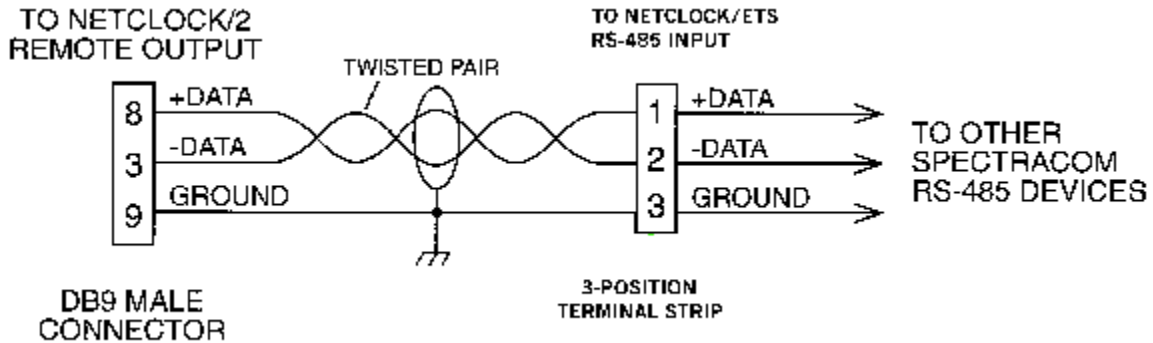 TO NETCLOCK/2
REMOTE OUTPUT
TO NETCLOCK/ETS
RS-485 INPUT
TWISTED PAIR
8
+DATA
1
+DATA
3
-DATA
2
-DATA
9
GROUND
3
GROUND
TO OTHER
SPECTRACOM
RS-485 DEVICES
DB9 MALE
CONNECTOR
3-POSITION
TERMINAL STRIP